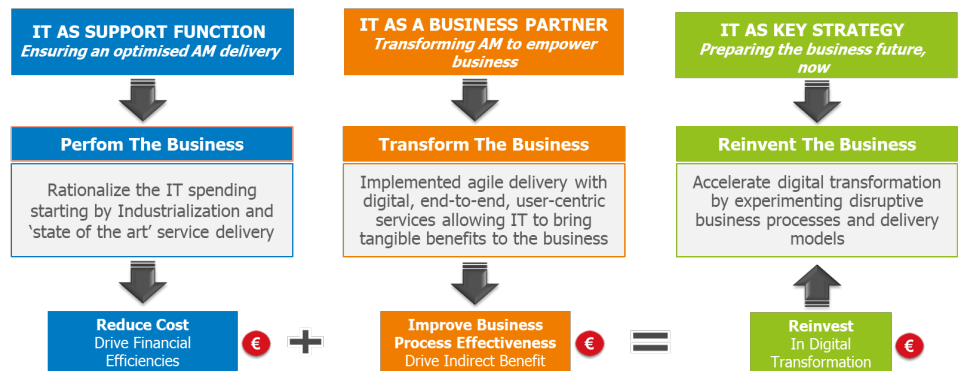 IT AS SUPPORT FUNCTION
Ensuring an optimised AM delivery
Perfom The Business
Rationalize the IT spending
starting by Industrialization and
‘state of the art’ service delivery
Reduce Cost
Drive Financial
Efficiencies
€
+
IT AS A BUSINESS PARTNER
Transforming AM to empower
business
Transform The Business
Implemented agile delivery with
digital, end-to-end, user-centric
services allowing IT to bring
tangible benefits to the business
Improve Business
Process Effectiveness
Drive Indirect Benefit
€
=
IT AS KEY STRATEGY
Preparing the business future,
now
Reinvent The Business
Accelerate digital transformation
by experimenting disruptive
business processes and delivery
models
Reinvest
In Digital
Transformation
€